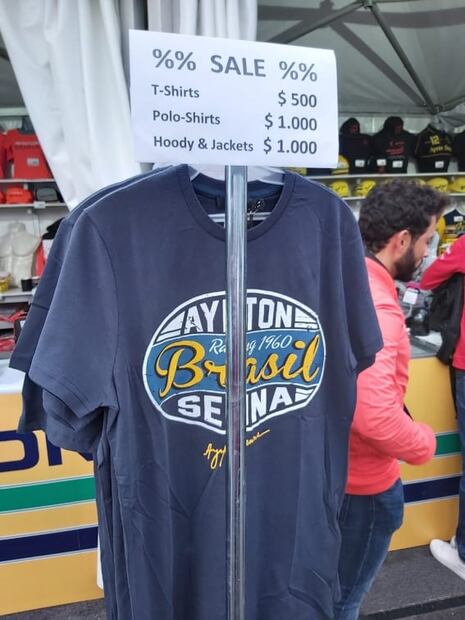 %% SALE %%
T-Shirts $ 500
Polo-Shirts $ 1.000
Hoody & Jackets $ 1.000
AYRTON
Racing 1960
Brasil
SENNA